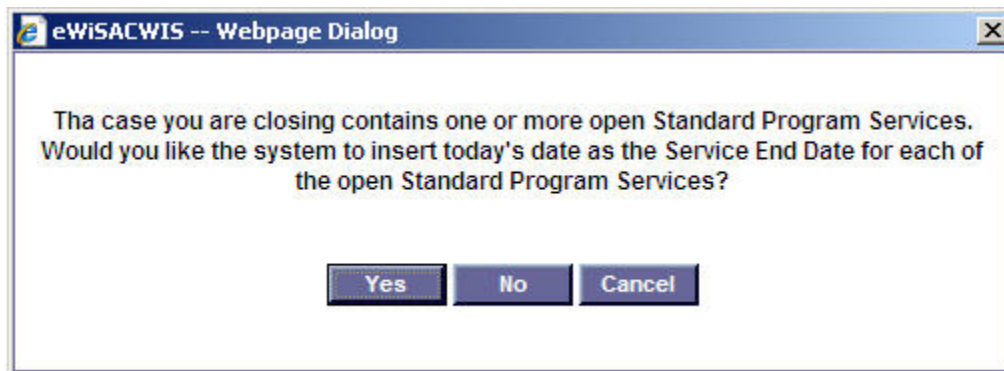 eWiSACWIS -- Webpage Dialog
Tha case you are closing contains one or more open Standard Program Services.
Would you like the system to insert today's date as the Service End Date for each of
the open Standard Program Services?
Yes No Cancel